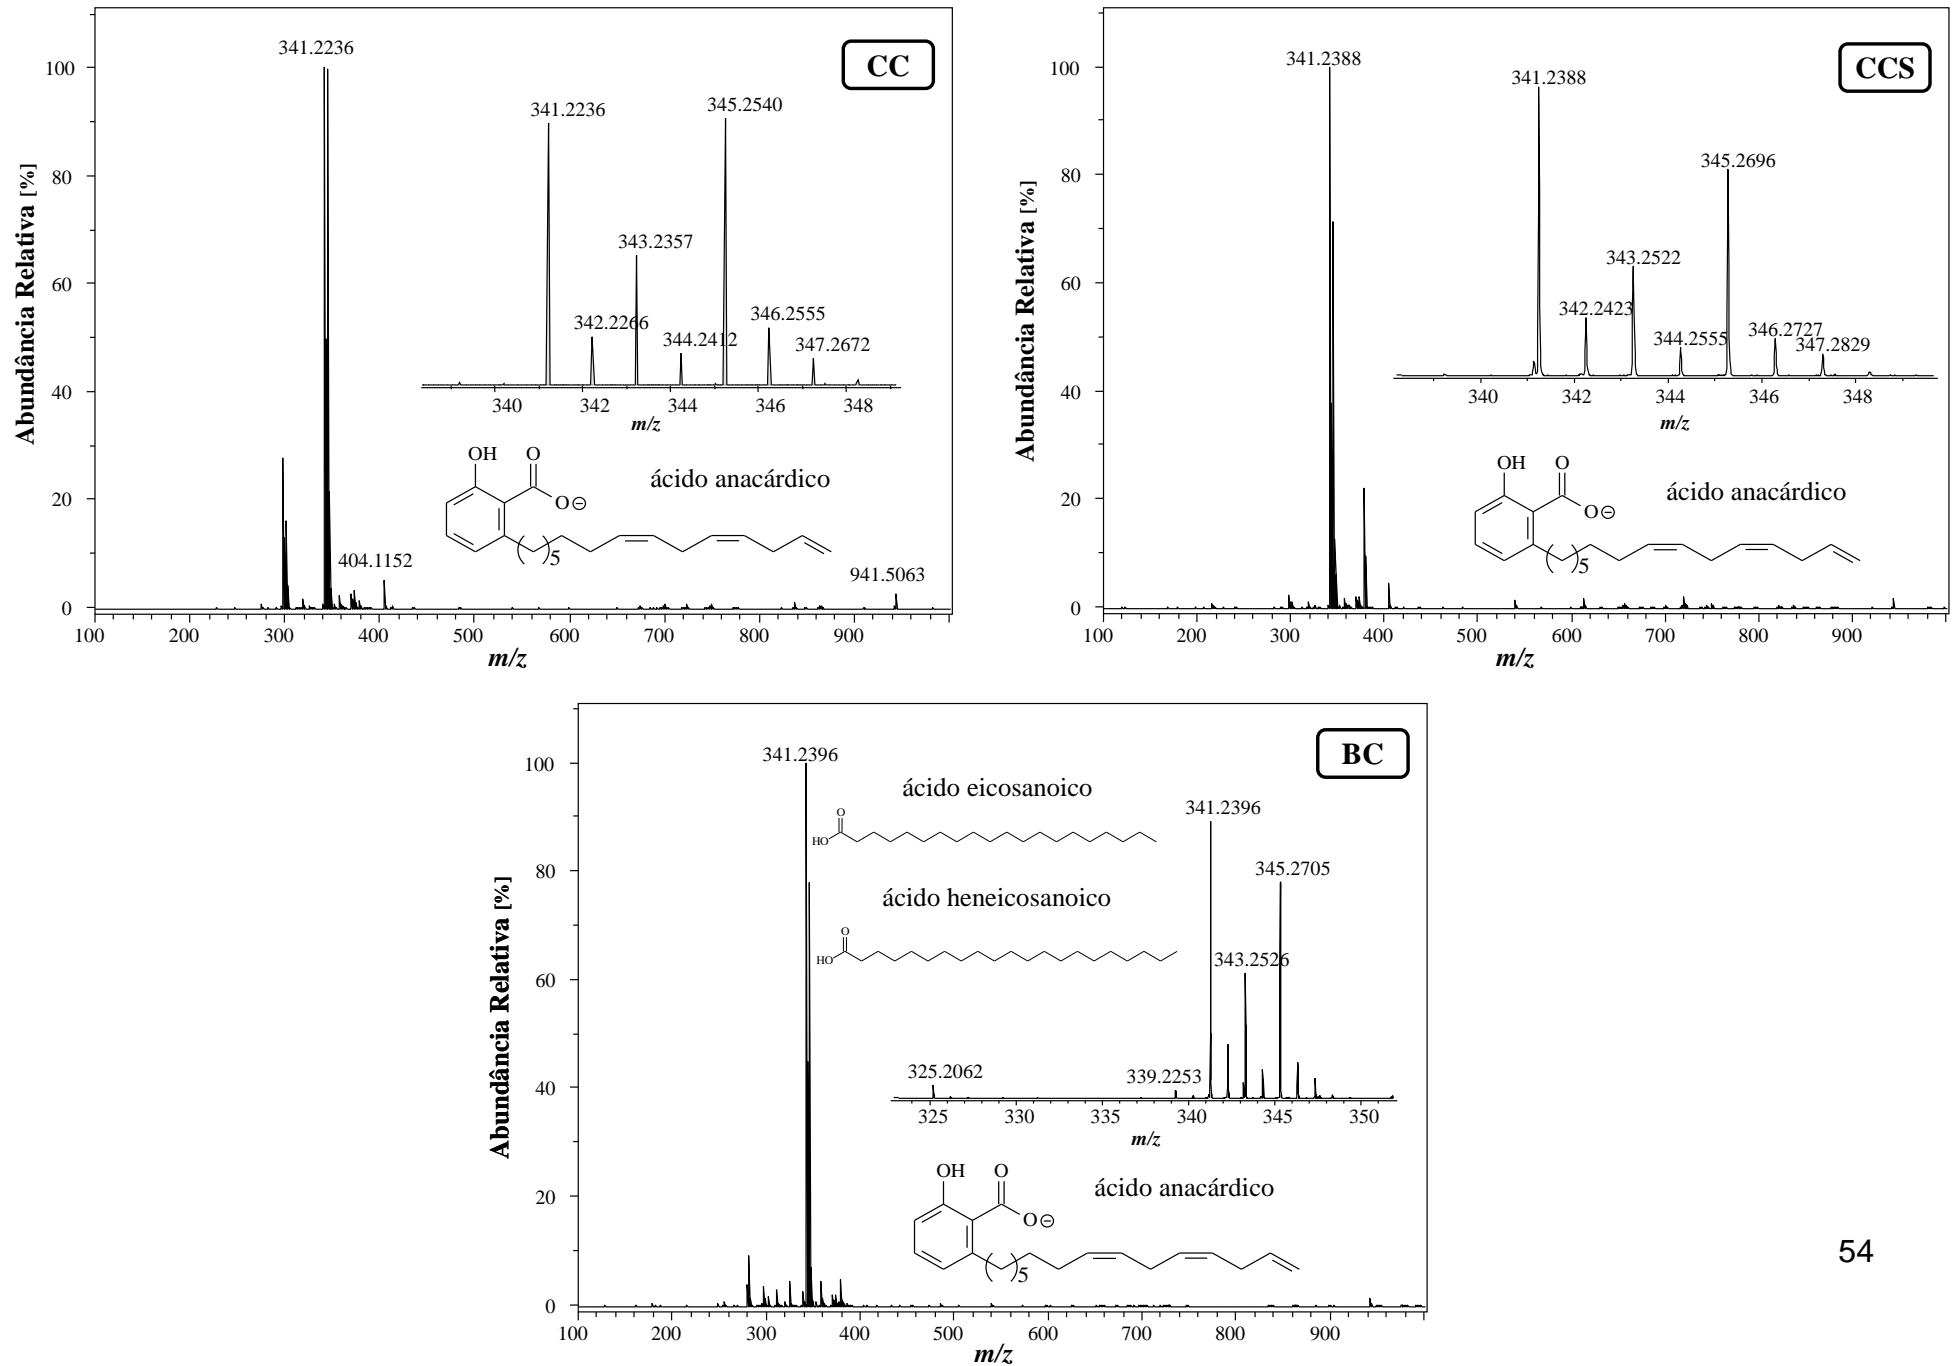 CC
341.2236
Abundância Relativa [%]
100
80
60
40
20
0
341.2236
345.2540
343.2357
342.2266
344.2412
346.2555
347.2672
340 342 344 346 348
m/z
OH O
O⊖
5
ácido anacárdico
404.1152
941.5063
100 200 300 400 500 600 700 800 900
m/z
CCS
341.2388
Abundância Relativa [%]
100
80
60
40
20
0
341.2388
345.2696
343.2522
342.2423
344.2555
346.2727
347.2829
340 342 344 346 348
m/z
OH O
O⊖
5
ácido anacárdico
100 200 300 400 500 600 700 800 900
m/z
BC
341.2396
Abundância Relativa [%]
100
80
60
40
20
0
ácido eicosanoico
O
HO
ácido heneicosanoico
O
HO
341.2396
345.2705
343.2526
325.2062
339.2253
325 330 335 340 345 350
m/z
OH O
O⊖
5
ácido anacárdico
100 200 300 400 500 600 700 800 900
m/z
54